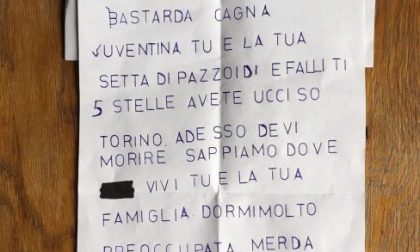 BASTARDA CAGNA
JUVENTINA TU E LA TUA
SETTA DI PAZZOIDI E FALLITI
5 STELLE AVETE UCCISO
TORINO. ADESSO DEVI
MORIRE SAPPIAMO DOVE
VIVI TU E LA TUA
FAMIGLIA. DORMI MOLTO
PREOCCUPATA MERDA